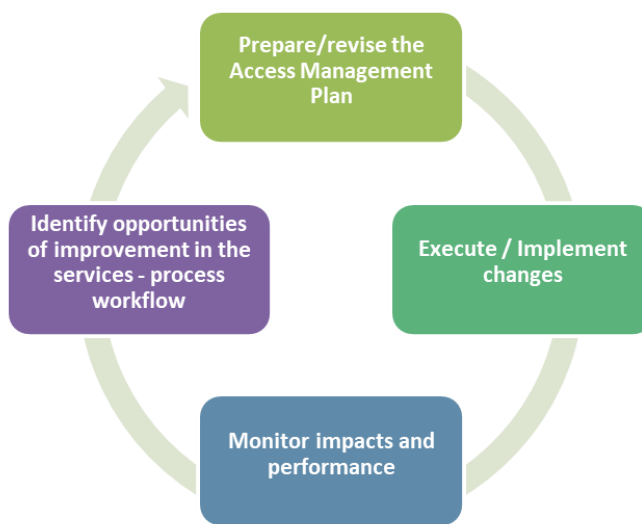 Prepare/revise the
Access Management
Plan
Identify opportunities
of improvement in the
services - process
workflow
Execute / Implement
changes
Monitor impacts and
performance